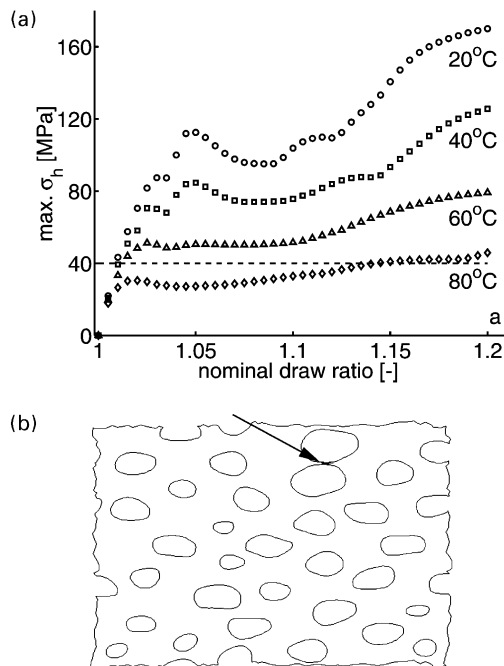 (a)
160
120
80
40
0
max. σh [MPa]
20°C
40°C
60°C
80°C
a
1
1.05
1.1
1.15
1.2
nominal draw ratio [-]
(b)